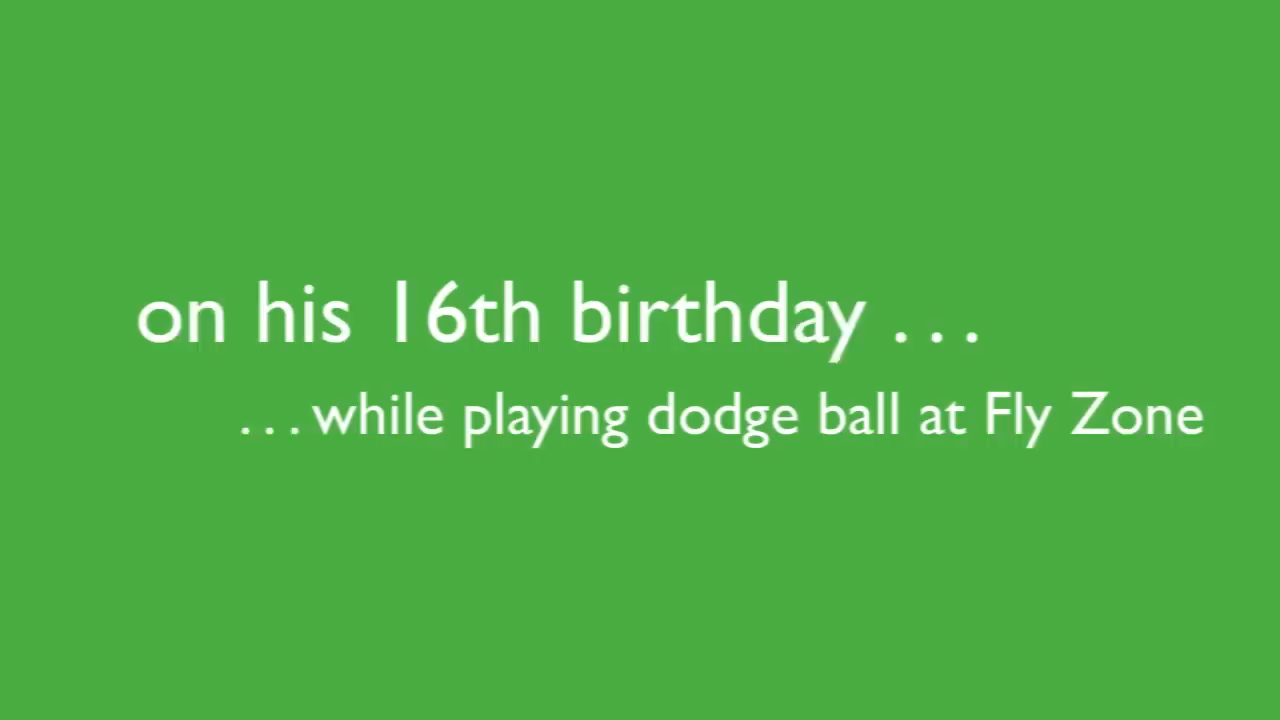 on his 16th birthday . . .
. . . while playing dodge ball at Fly Zone